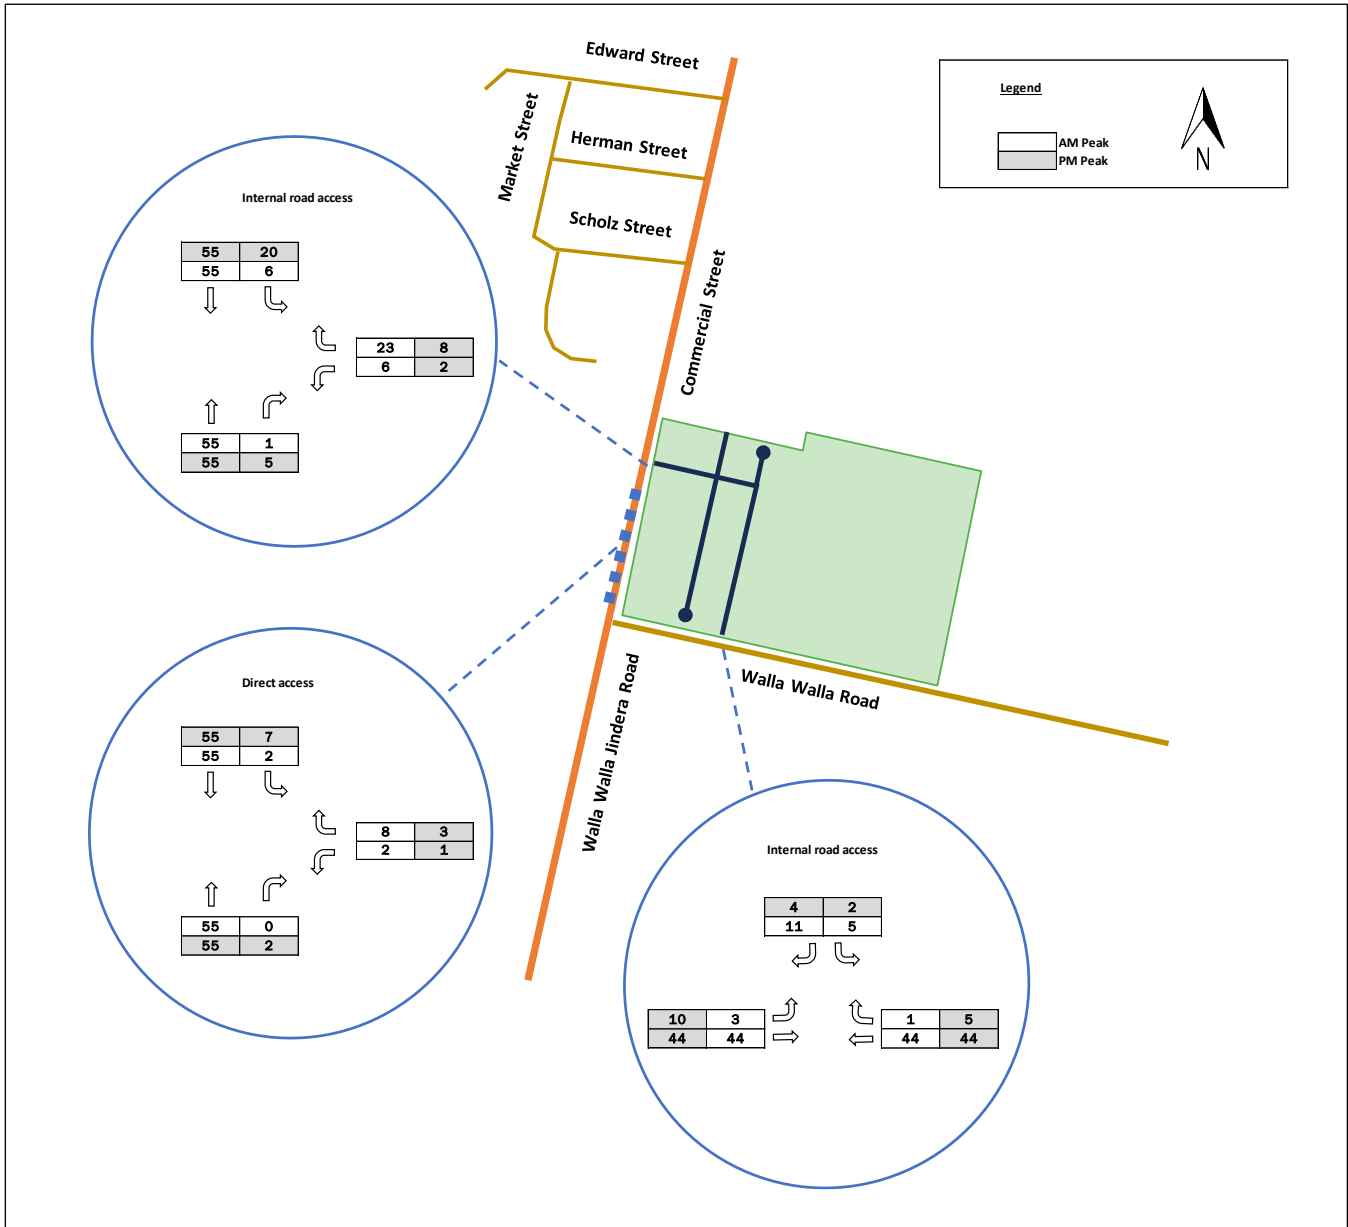 Edward Street
Market Street
Herman Street
Scholz Street
Commercial Street
Legend
AM Peak
PM Peak
N
Internal road access
55 20
55 6
23 8
6 2
55 1
55 5
Direct access
55 7
55 2
8 3
2 1
55 0
55 2
Walla Walla Jindera Road
Walla Walla Road
Internal road access
4 2
11 5
10 3
44 44
1 5
44 44